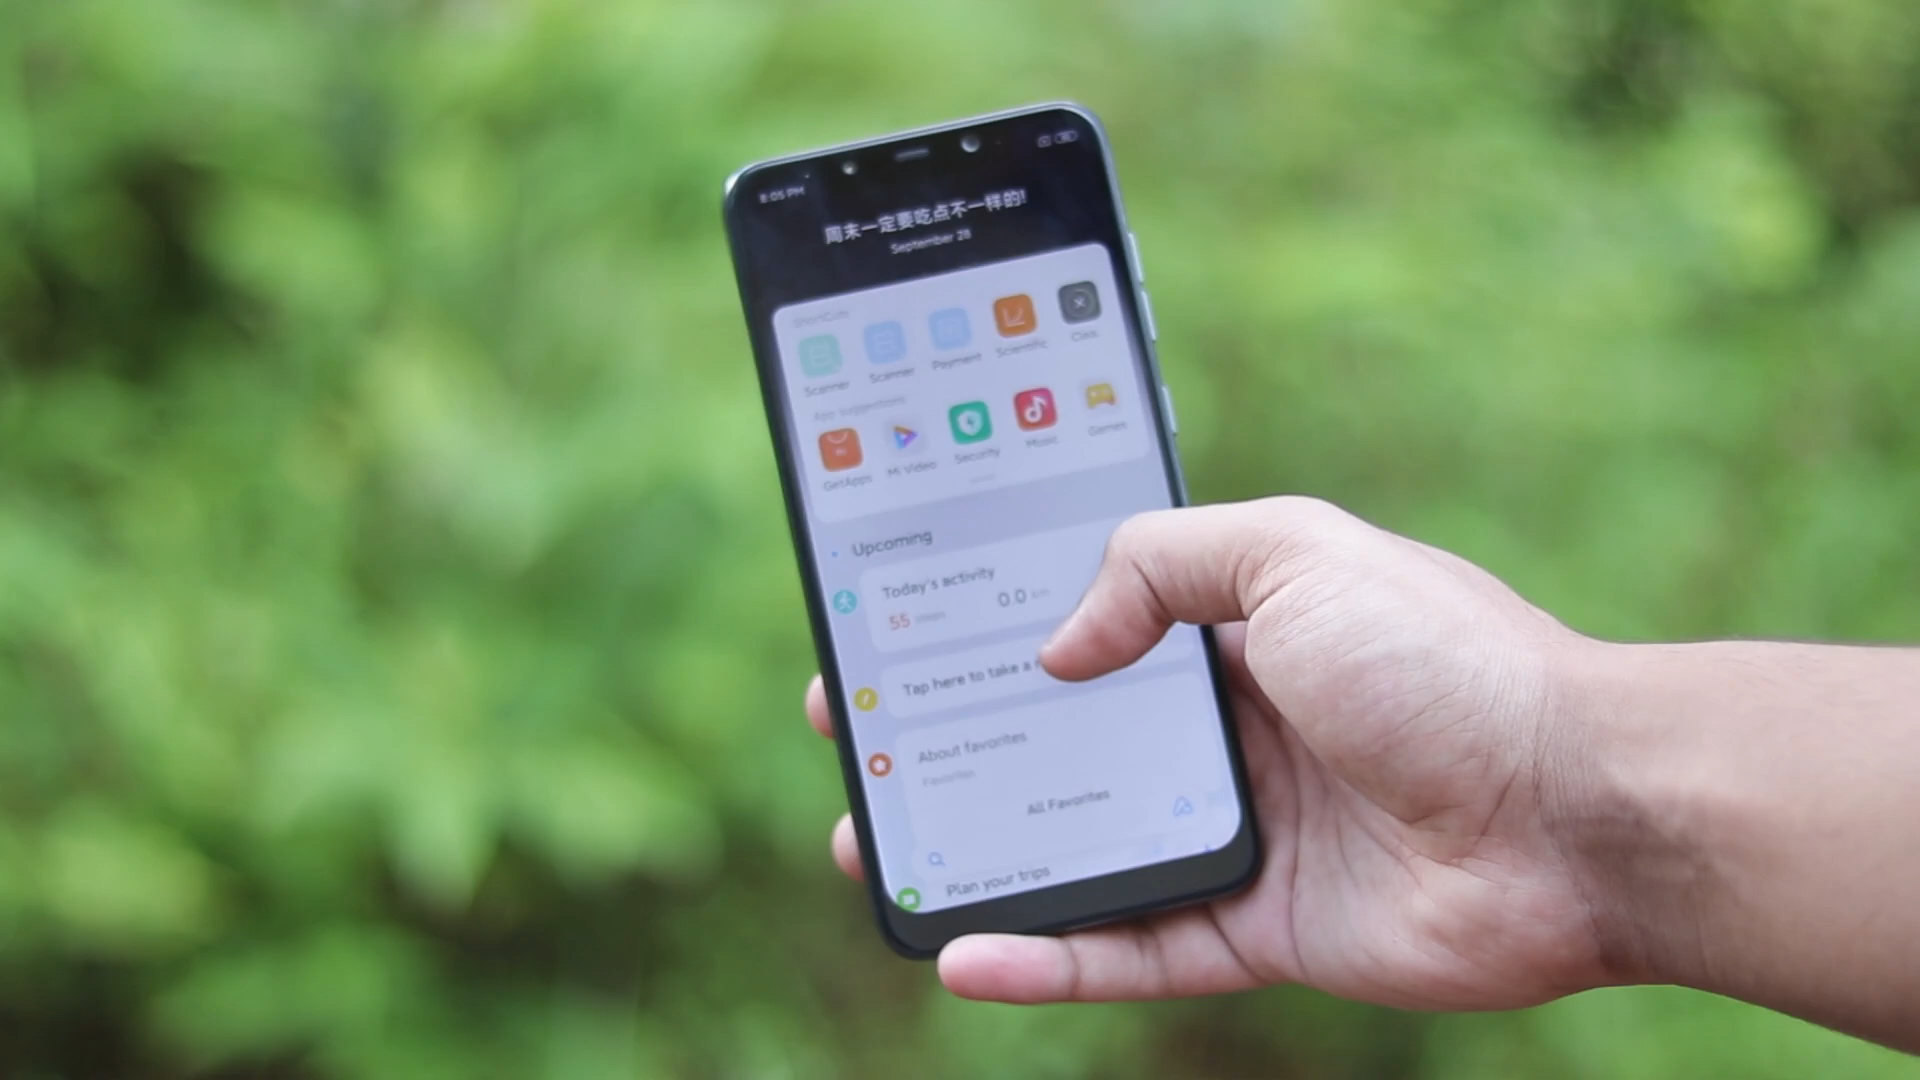 8:05 PM
周末一定要吃点不一样的!
September 28
ShortCuts
Scanner Scanner Payment Scientific
App suggestions
GetApps Mi Video Security Music Games
Upcoming
Today's activity
55 steps 0.0 km
Tap here to take a
About favorites
Favorites
All Favorites
Plan your trips